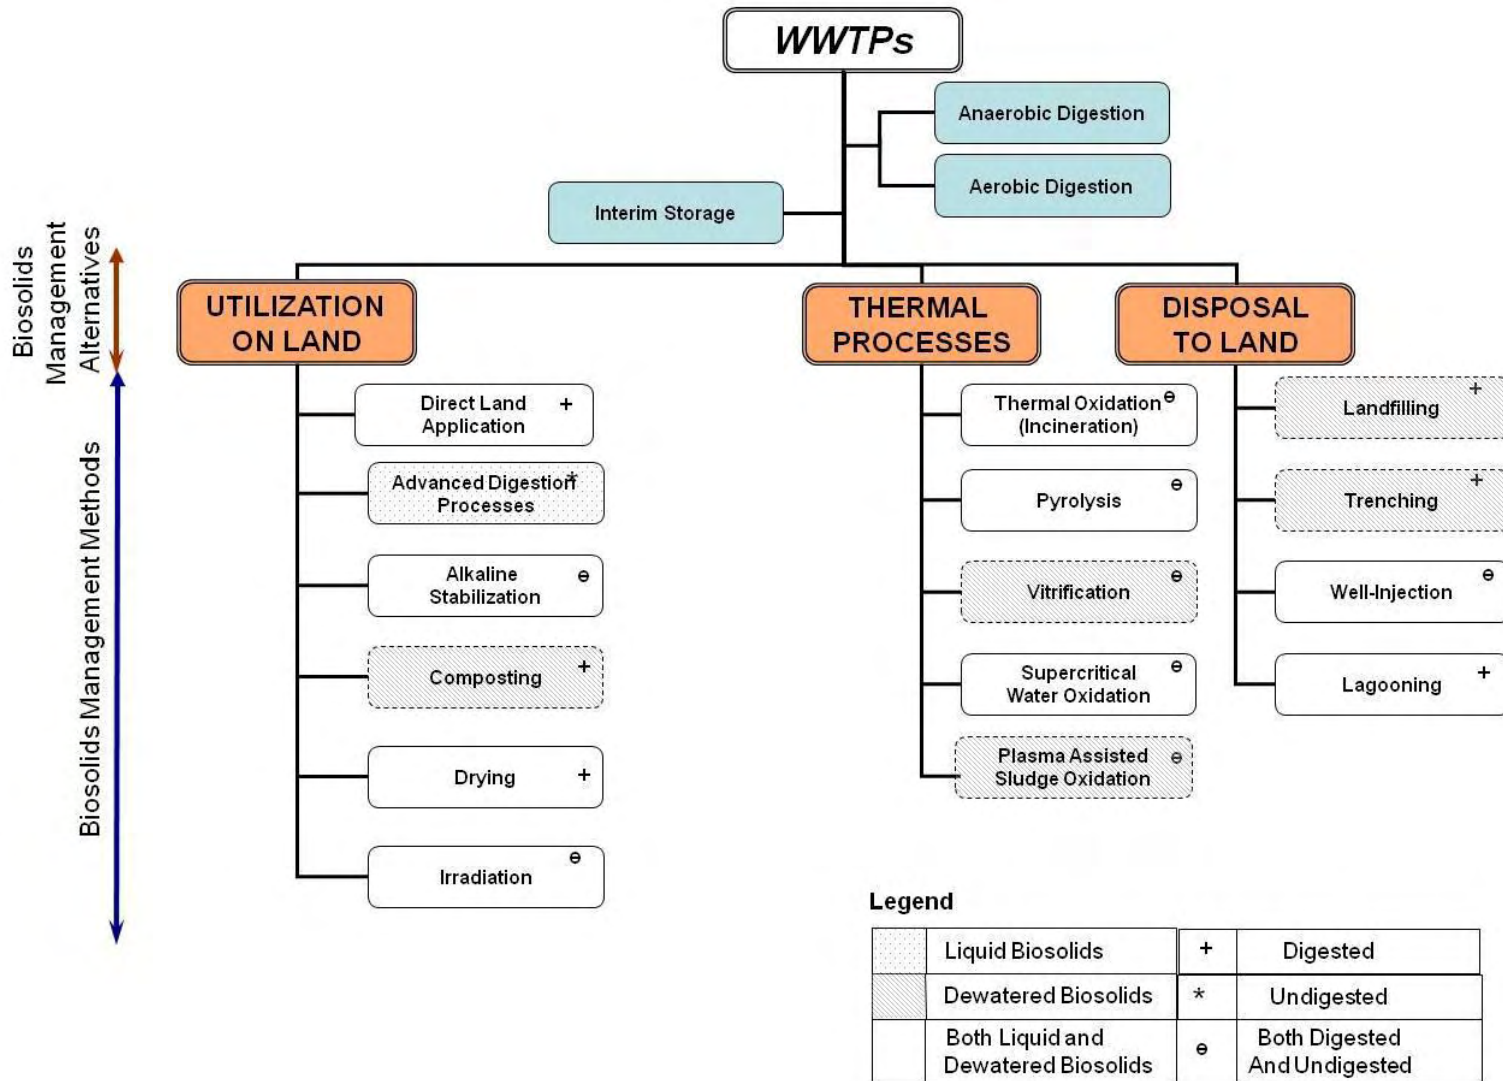 WWTPs
Anaerobic Digestion
Aerobic Digestion
Interim Storage
Biosolids
Management
Alternatives
UTILIZATION
ON LAND
THERMAL
PROCESSES
DISPOSAL
TO LAND
Biosolids Management Methods
Direct Land +
Application
Advanced Digestion *
Processes
Alkaline ⊖
Stabilization
Composting +
Drying +
Irradiation ⊖
Thermal Oxidation ⊖
(Incineration)
Pyrolysis ⊖
Vitrification ⊖
Supercritical ⊖
Water Oxidation
Plasma Assisted ⊖
Sludge Oxidation
Landfilling +
Trenching +
Well-Injection ⊖
Lagooning +
Legend
Liquid Biosolids + Digested
Dewatered Biosolids * Undigested
Both Liquid and
Dewatered Biosolids
⊖ Both Digested
And Undigested